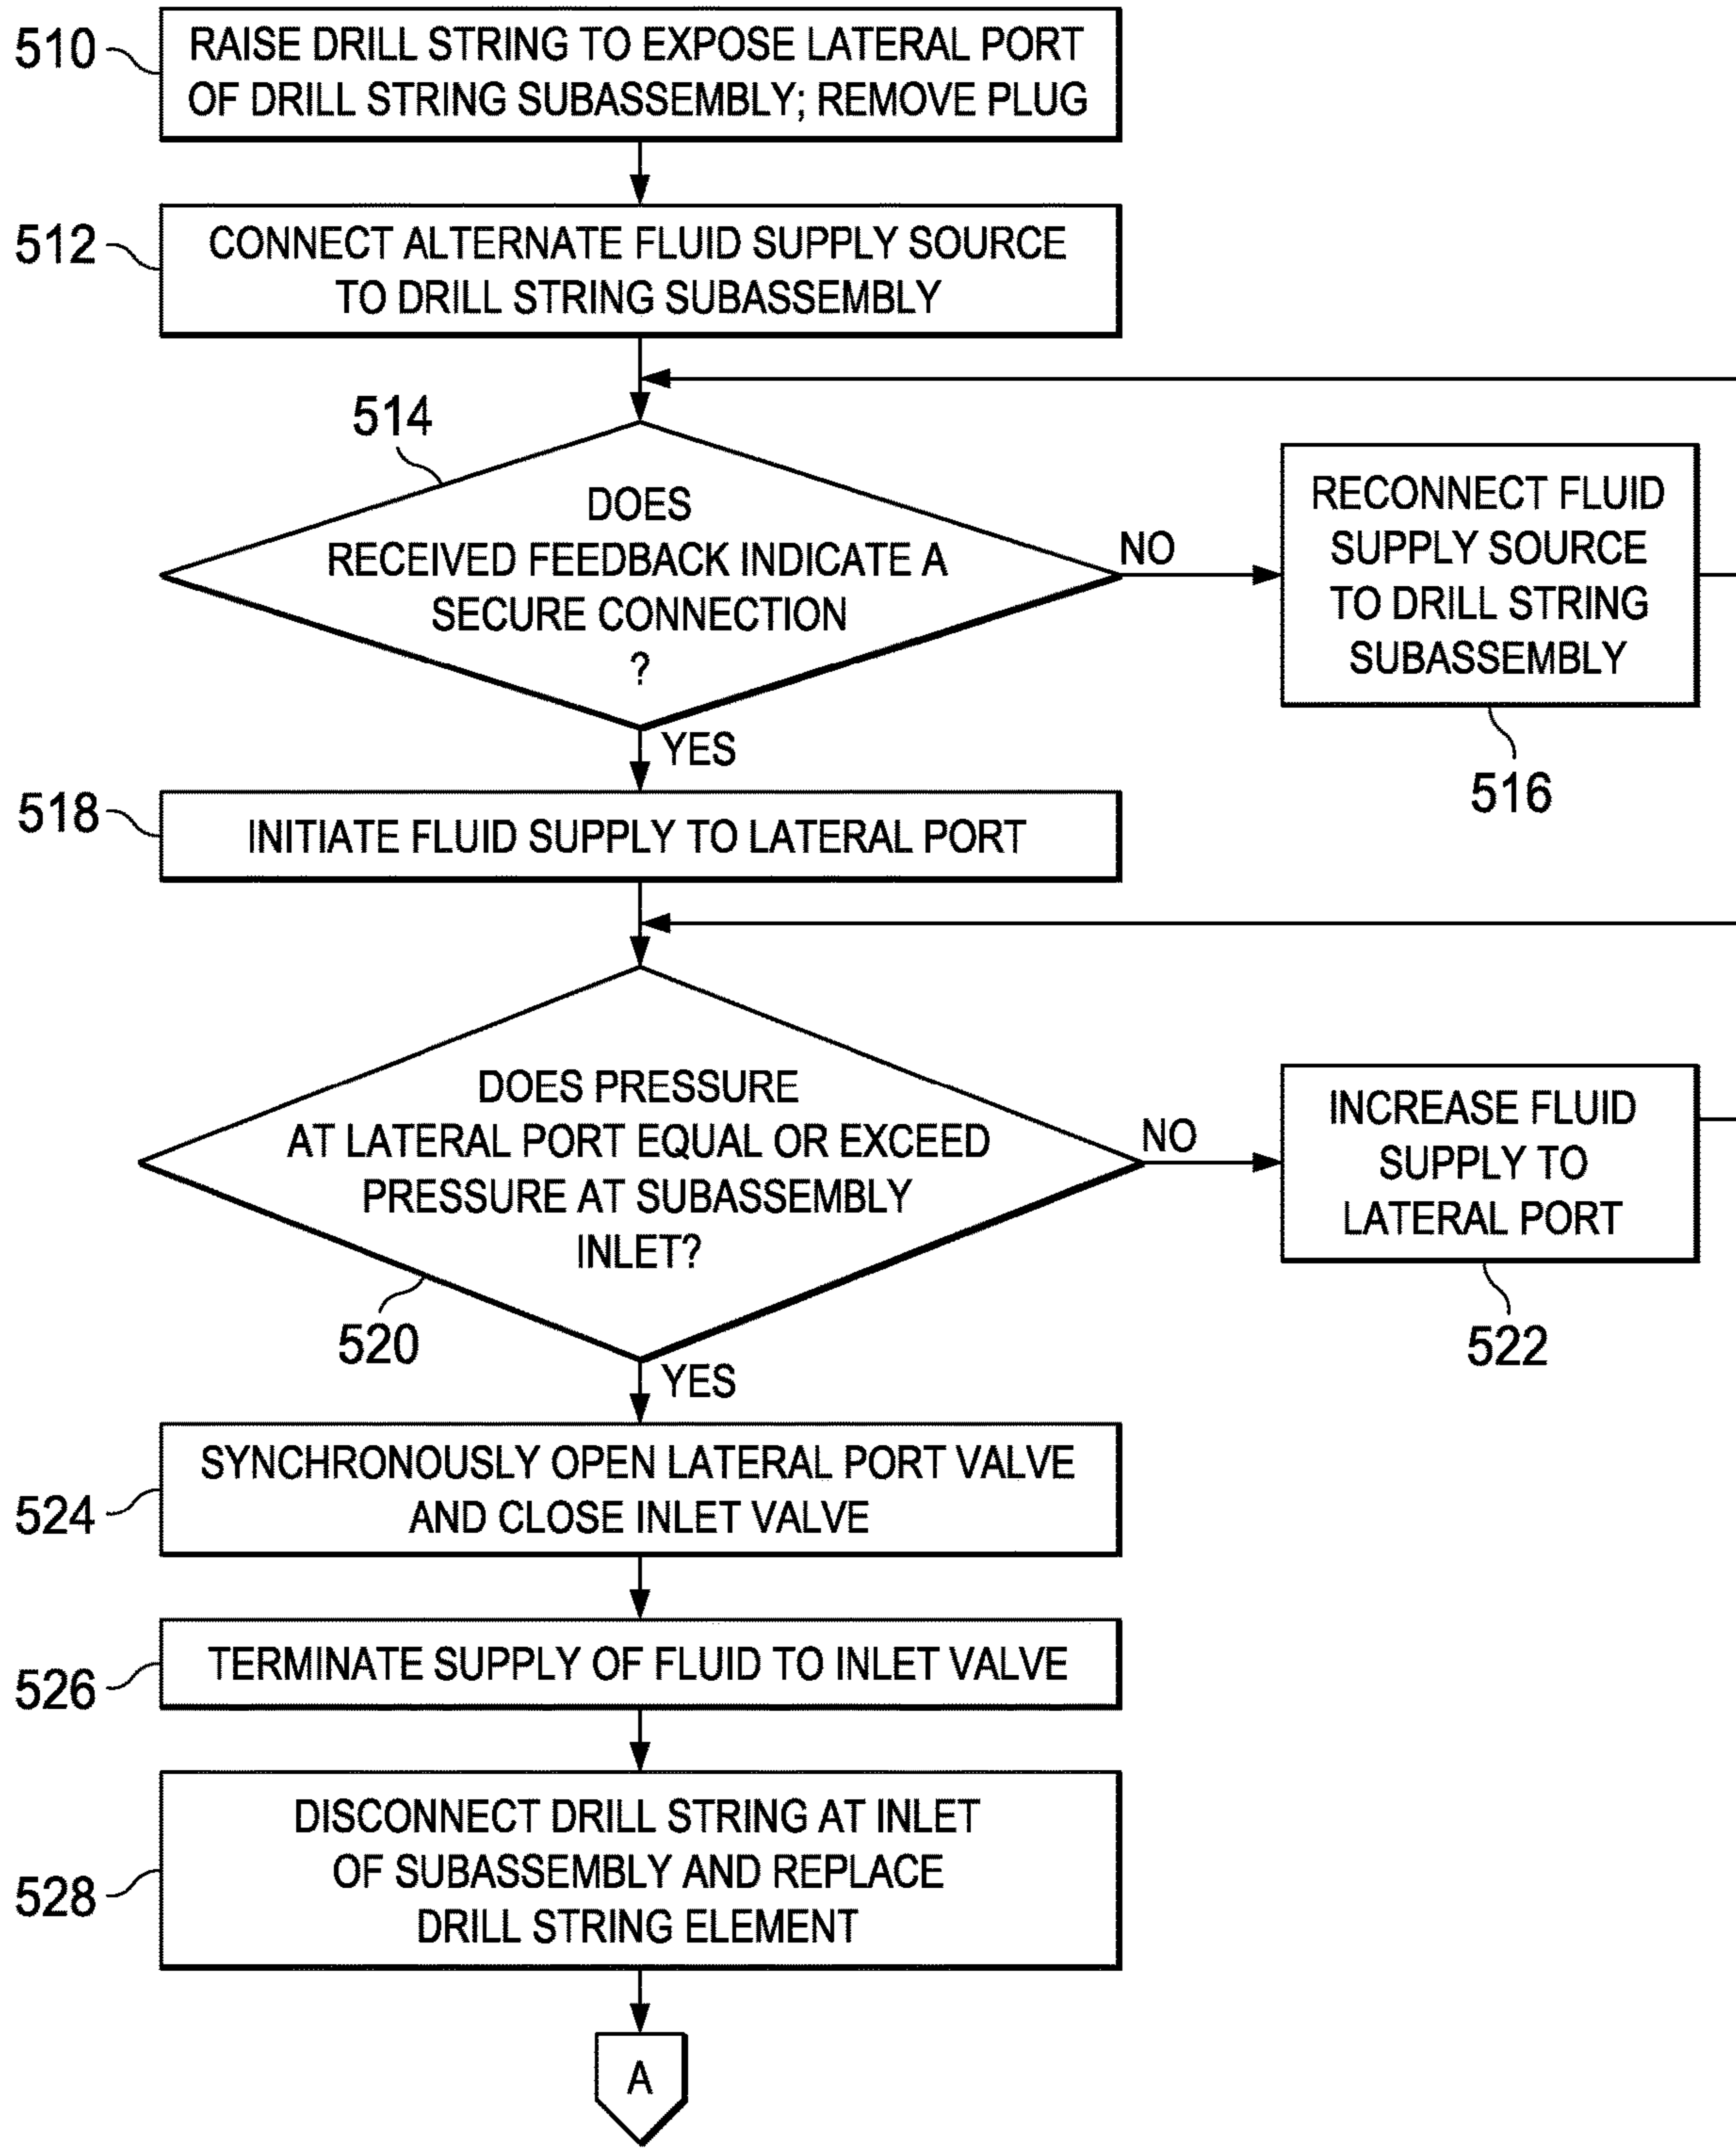 510
RAISE DRILL STRING TO EXPOSE LATERAL PORT
OF DRILL STRING SUBASSEMBLY; REMOVE PLUG
512
CONNECT ALTERNATE FLUID SUPPLY SOURCE
TO DRILL STRING SUBASSEMBLY
514
DOES
RECEIVED FEEDBACK INDICATE A
SECURE CONNECTION
?
NO
RECONNECT FLUID
SUPPLY SOURCE
TO DRILL STRING
SUBASSEMBLY
516
YES
518
INITIATE FLUID SUPPLY TO LATERAL PORT
DOES PRESSURE
AT LATERAL PORT EQUAL OR EXCEED
PRESSURE AT SUBASSEMBLY
INLET?
520
NO
INCREASE FLUID
SUPPLY TO
LATERAL PORT
522
YES
524
SYNCHRONOUSLY OPEN LATERAL PORT VALVE
AND CLOSE INLET VALVE
526
TERMINATE SUPPLY OF FLUID TO INLET VALVE
528
DISCONNECT DRILL STRING AT INLET
OF SUBASSEMBLY AND REPLACE
DRILL STRING ELEMENT
A